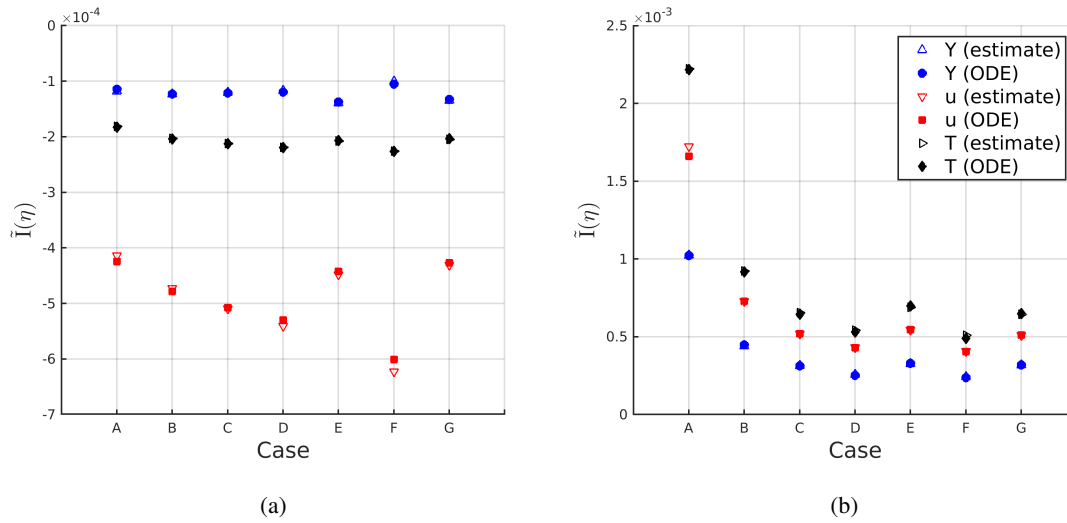 ×10⁻⁴
0
-1
-2
-3
-4
-5
-6
-7
Ĩ(η)
A B C D E F G
Case
(a)
×10⁻³
2.5
2
1.5
1
0.5
0
Ĩ(η)
Y (estimate)
Y (ODE)
u (estimate)
u (ODE)
T (estimate)
T (ODE)
A B C D E F G
Case
(b)